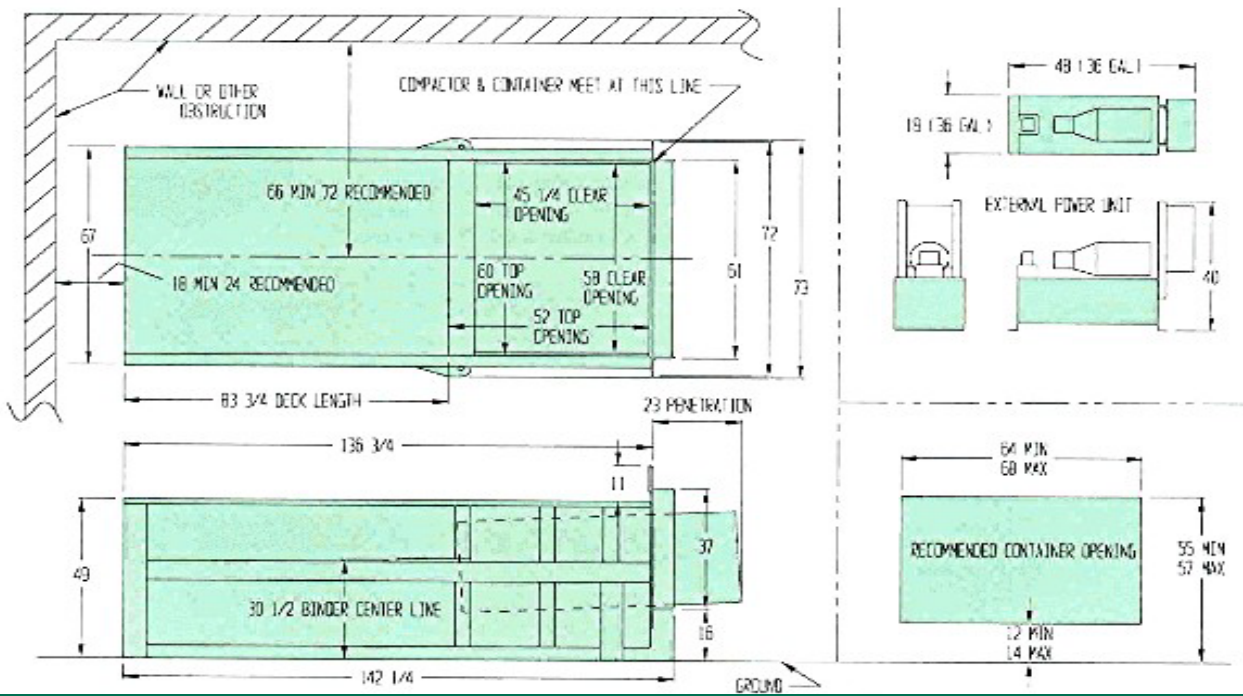 WALL OR OTHER
OBSTRUCTION
COMPACTOR & CONTAINER MEET AT THIS LINE
66 MIN 72 RECOMMENDED
45 1/4 CLEAR
OPENING
67
18 MIN 24 RECOMMENDED
60 TOP
OPENING
58 CLEAR
OPENING
52 TOP
OPENING
61
72
73
83 3/4 DECK LENGTH
23 PENETRATION
48 (36 GAL)
19 (36 GAL)
EXTERNAL POWER UNIT
40
136 3/4
11
49
37
30 1/2 BINDER CENTER LINE
16
142 1/4
GROUND
64 MIN
68 MAX
RECOMMENDED CONTAINER OPENING
55 MIN
57 MAX
12 MIN
14 MAX